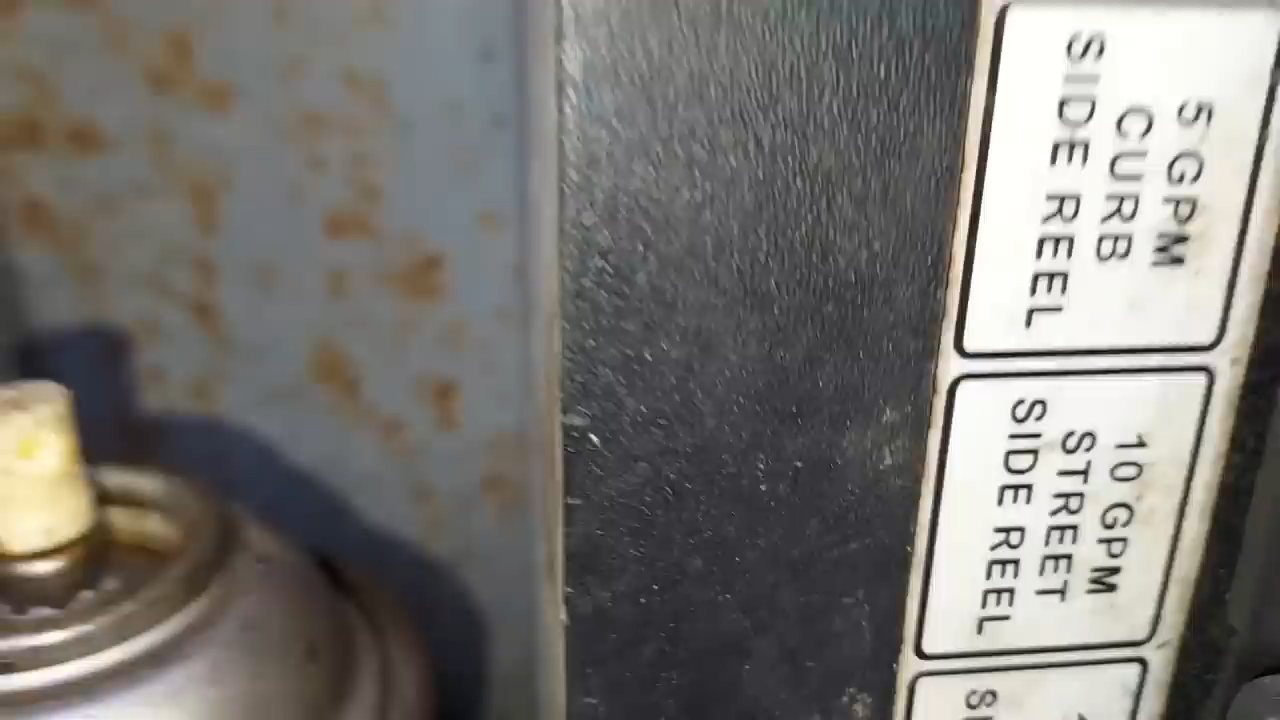 5 GPM
CURB
SIDE REEL
10 GPM
STREET
SIDE REEL